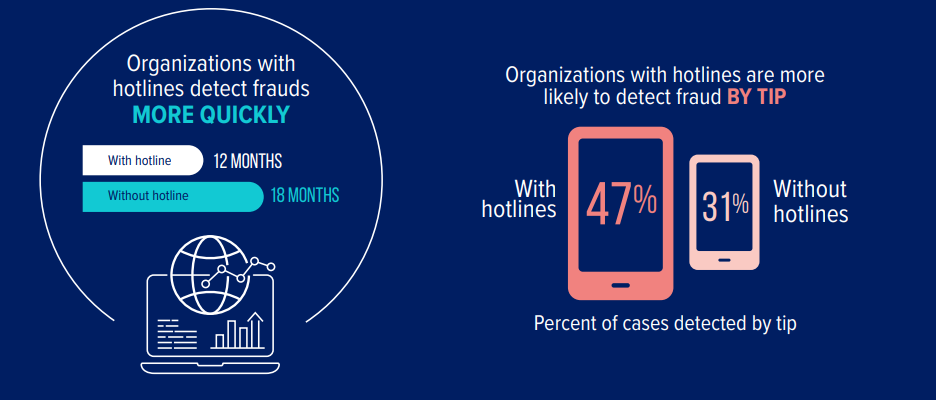 Organizations with
hotlines detect frauds
MORE QUICKLY
With hotline 12 MONTHS
Without hotline 18 MONTHS
Organizations with hotlines are more
likely to detect fraud BY TIP
With
hotlines
47%
31%
Without
hotlines
Percent of cases detected by tip